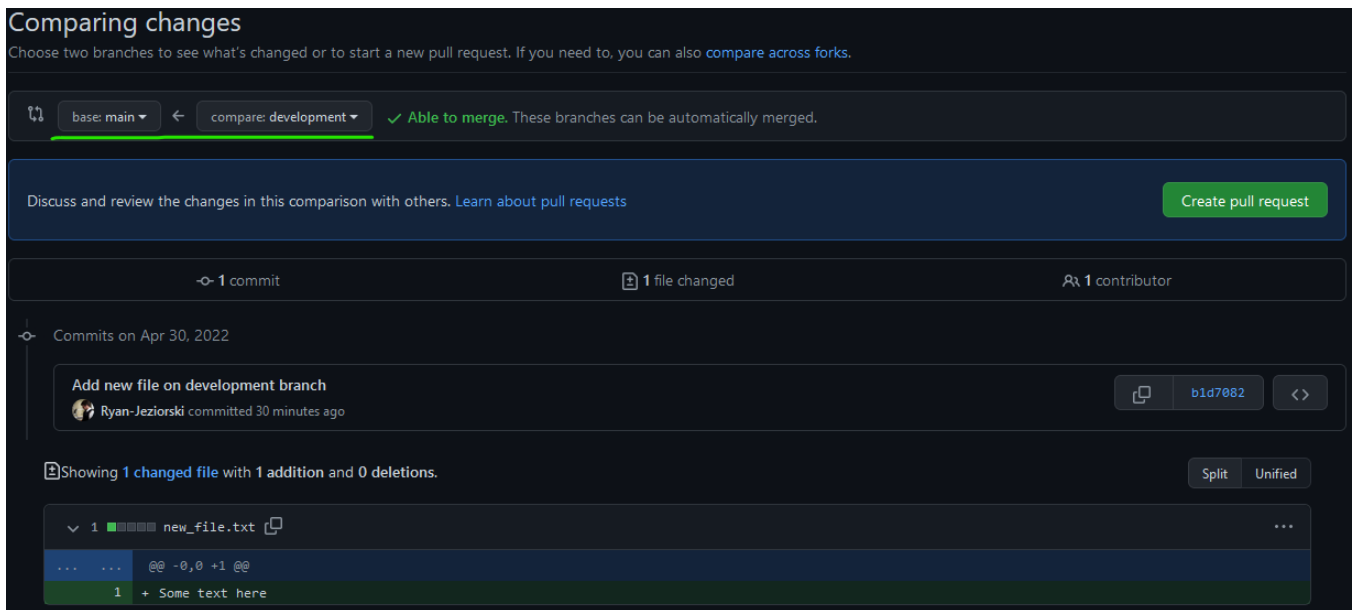 Comparing changes
Choose two branches to see what's changed or to start a new pull request. If you need to, you can also compare across forks.
base: main compare: development Able to merge. These branches can be automatically merged.
Discuss and review the changes in this comparison with others. Learn about pull requests Create pull request
1 commit 1 file changed 1 contributor
Commits on Apr 30, 2022
Add new file on development branch
Ryan-Jeziorski committed 30 minutes ago b1d7082
Showing 1 changed file with 1 addition and 0 deletions. Split Unified
1 new_file.txt ...
... ... @@ -0,0 +1 @@
1 + Some text here